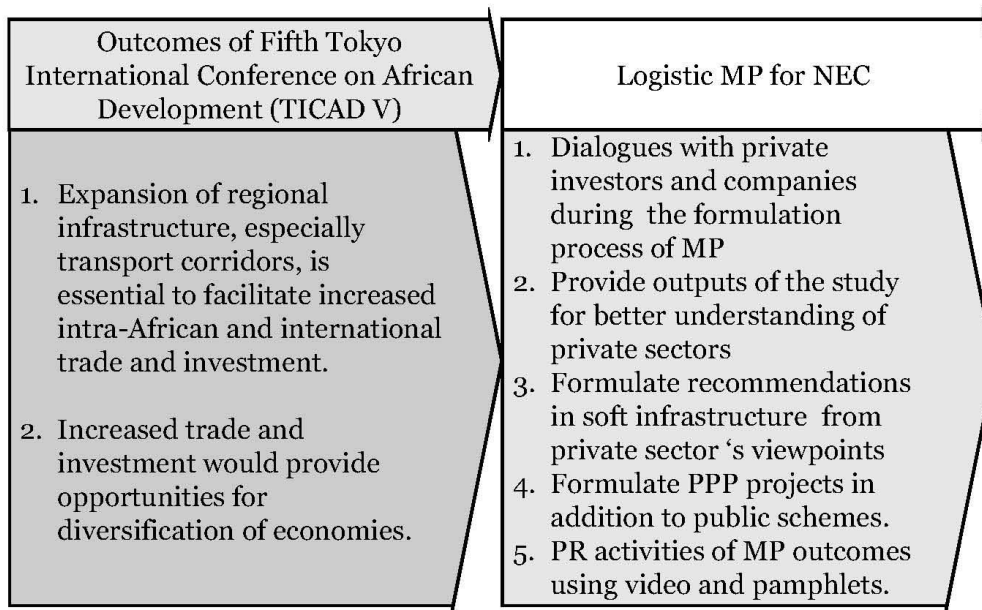 Outcomes of Fifth Tokyo
International Conference on African
Development (TICAD V)
1. Expansion of regional
infrastructure, especially
transport corridors, is
essential to facilitate increased
intra-African and international
trade and investment.
2. Increased trade and
investment would provide
opportunities for
diversification of economies.
Logistic MP for NEC
1. Dialogues with private
investors and companies
during the formulation
process of MP
2. Provide outputs of the study
for better understanding of
private sectors
3. Formulate recommendations
in soft infrastructure from
private sector ‘s viewpoints
4. Formulate PPP projects in
addition to public schemes.
5. PR activities of MP outcomes
using video and pamphlets.